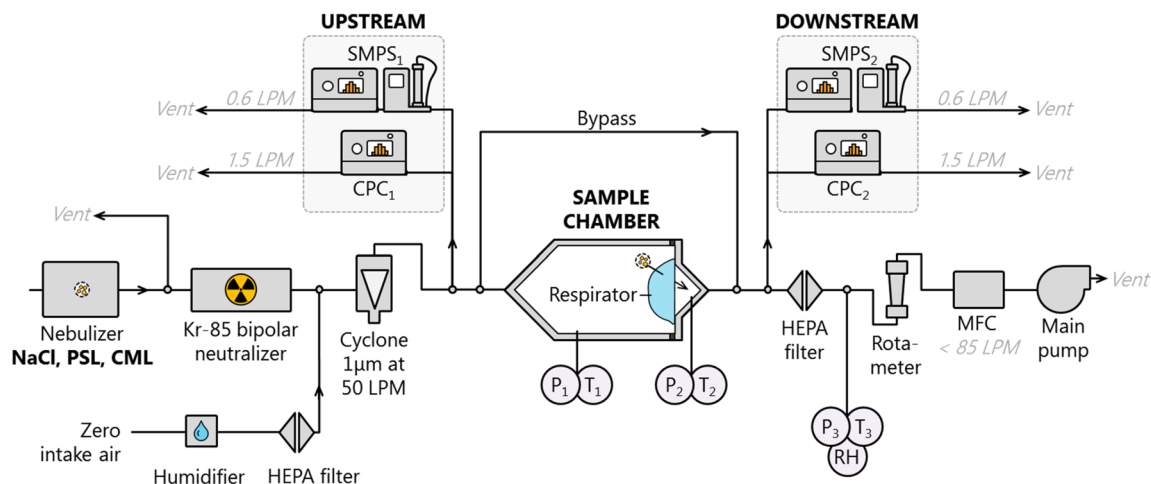 UPSTREAM
DOWNSTREAM
SMPS₁
SMPS₂
Vent
0.6 LPM
0.6 LPM
Vent
Bypass
Vent
1.5 LPM
1.5 LPM
Vent
CPC₁
CPC₂
SAMPLE
CHAMBER
Vent
Respirator
Vent
Nebulizer
NaCl, PSL, CML
Kr-85 bipolar
neutralizer
Cyclone
1µm at
50 LPM
HEPA
filter
Rota-
meter
MFC
< 85 LPM
Main
pump
P₁ T₁
P₂ T₂
P₃ T₃
RH
Zero
intake air
Humidifier
HEPA filter